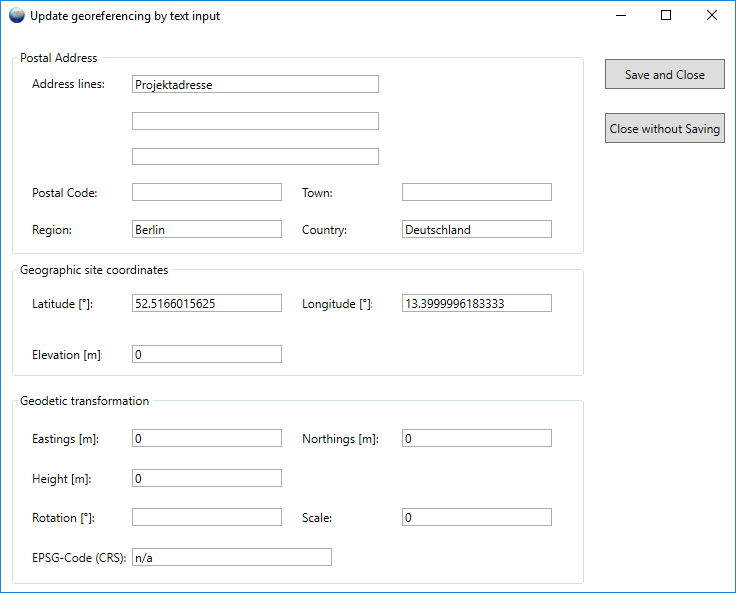 Update georeferencing by text input
Postal Address
Address lines: Projektadresse
Save and Close
Close without Saving
Postal Code: Town:
Region: Berlin Country: Deutschland
Geographic site coordinates
Latitude [°]: 52.5166015625 Longitude [°]: 13.3999996183333
Elevation [m]: 0
Geodetic transformation
Eastings [m]: 0 Northings [m]: 0
Height [m]: 0
Rotation [°]: Scale: 0
EPSG-Code (CRS): n/a